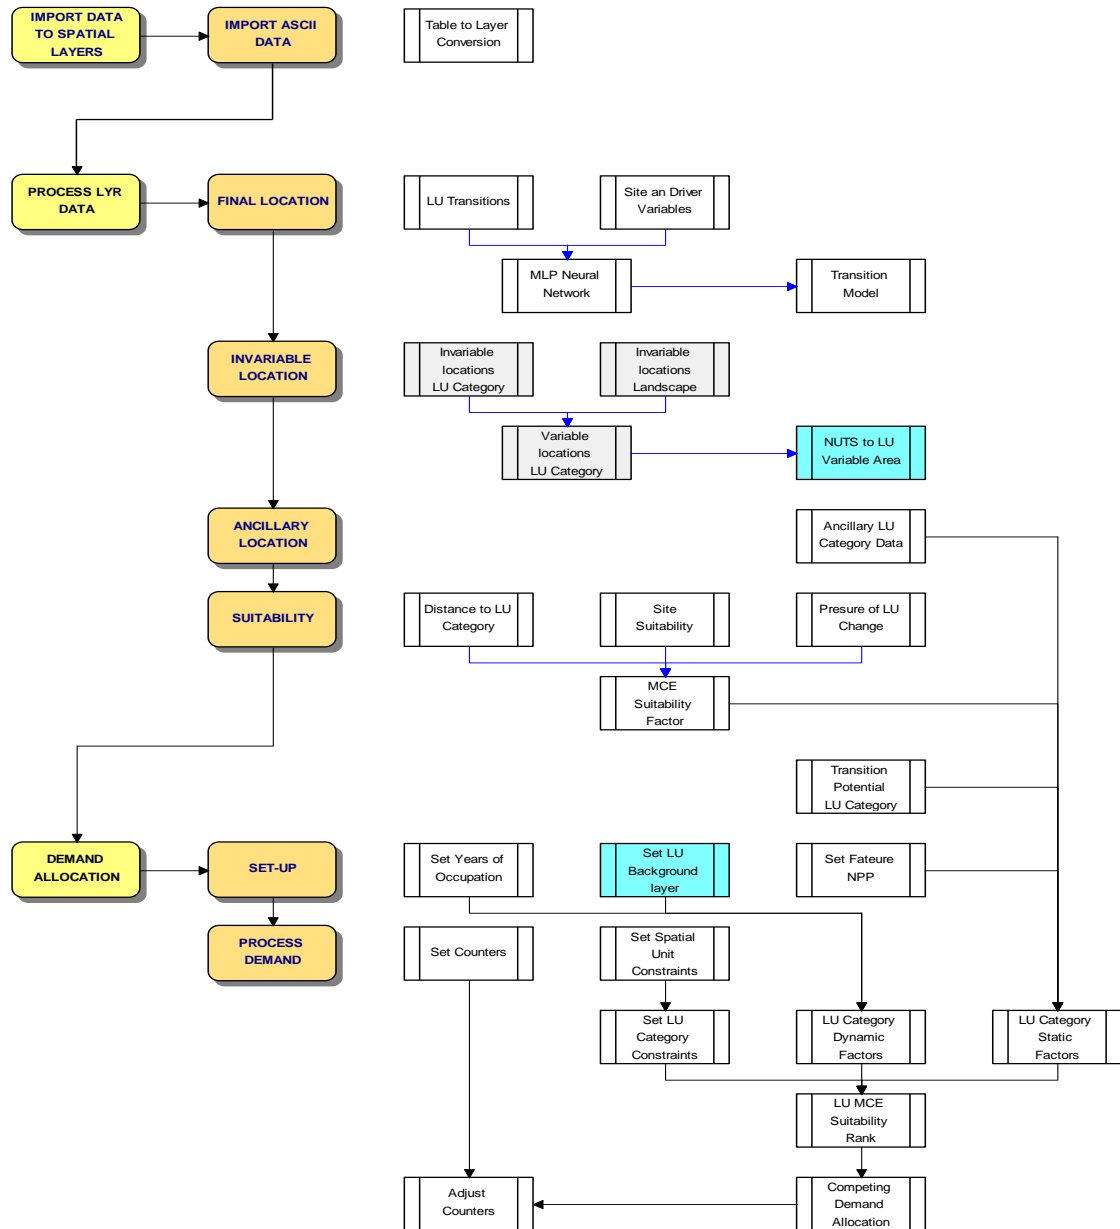 IMPORT DATA
TO SPATIAL
LAYERS
IMPORT ASCII
DATA
Table to Layer
Conversion
PROCESS LYR
DATA
FINAL LOCATION
LU Transitions
Site an Driver
Variables
MLP Neural
Network
Transition
Model
INVARIABLE
LOCATION
Invariable
locations
LU Category
Invariable
locations
Landscape
Variable
locations
LU Category
NUTS to LU
Variable Area
ANCILLARY
LOCATION
Ancillary LU
Category Data
SUITABILITY
Distance to LU
Category
Site
Suitability
Presure of LU
Change
MCE
Suitability
Factor
Transition
Potential
LU Category
DEMAND
ALLOCATION
SET-UP
Set Years of
Occupation
Set LU
Background
layer
Set Fateure
NPP
PROCESS
DEMAND
Set Counters
Set Spatial
Unit
Constraints
Set LU
Category
Constraints
LU Category
Dynamic
Factors
LU Category
Static
Factors
LU MCE
Suitability
Rank
Adjust
Counters
Competing
Demand
Allocation